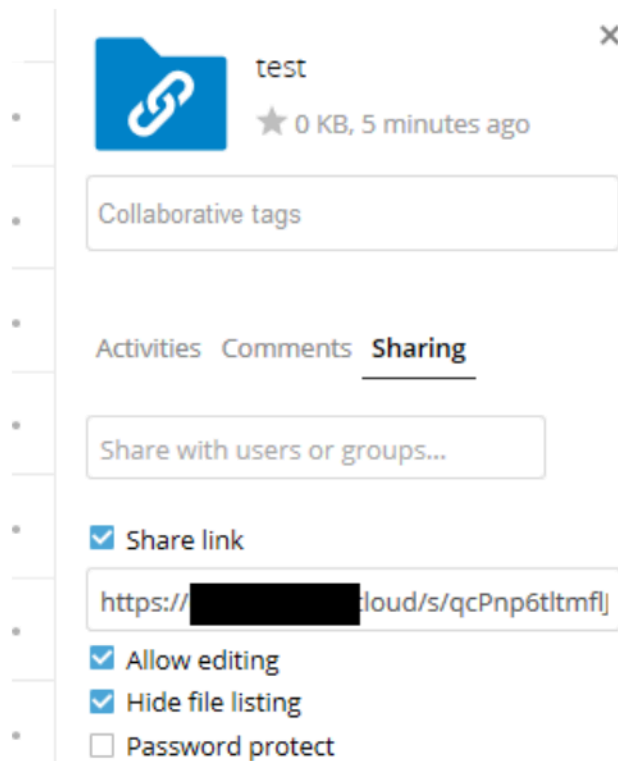 test
0 KB, 5 minutes ago
Collaborative tags
Activities Comments Sharing
Share with users or groups...
Share link
https:// cloud/s/qcPnp6tltmflJ
Allow editing
Hide file listing
Password protect